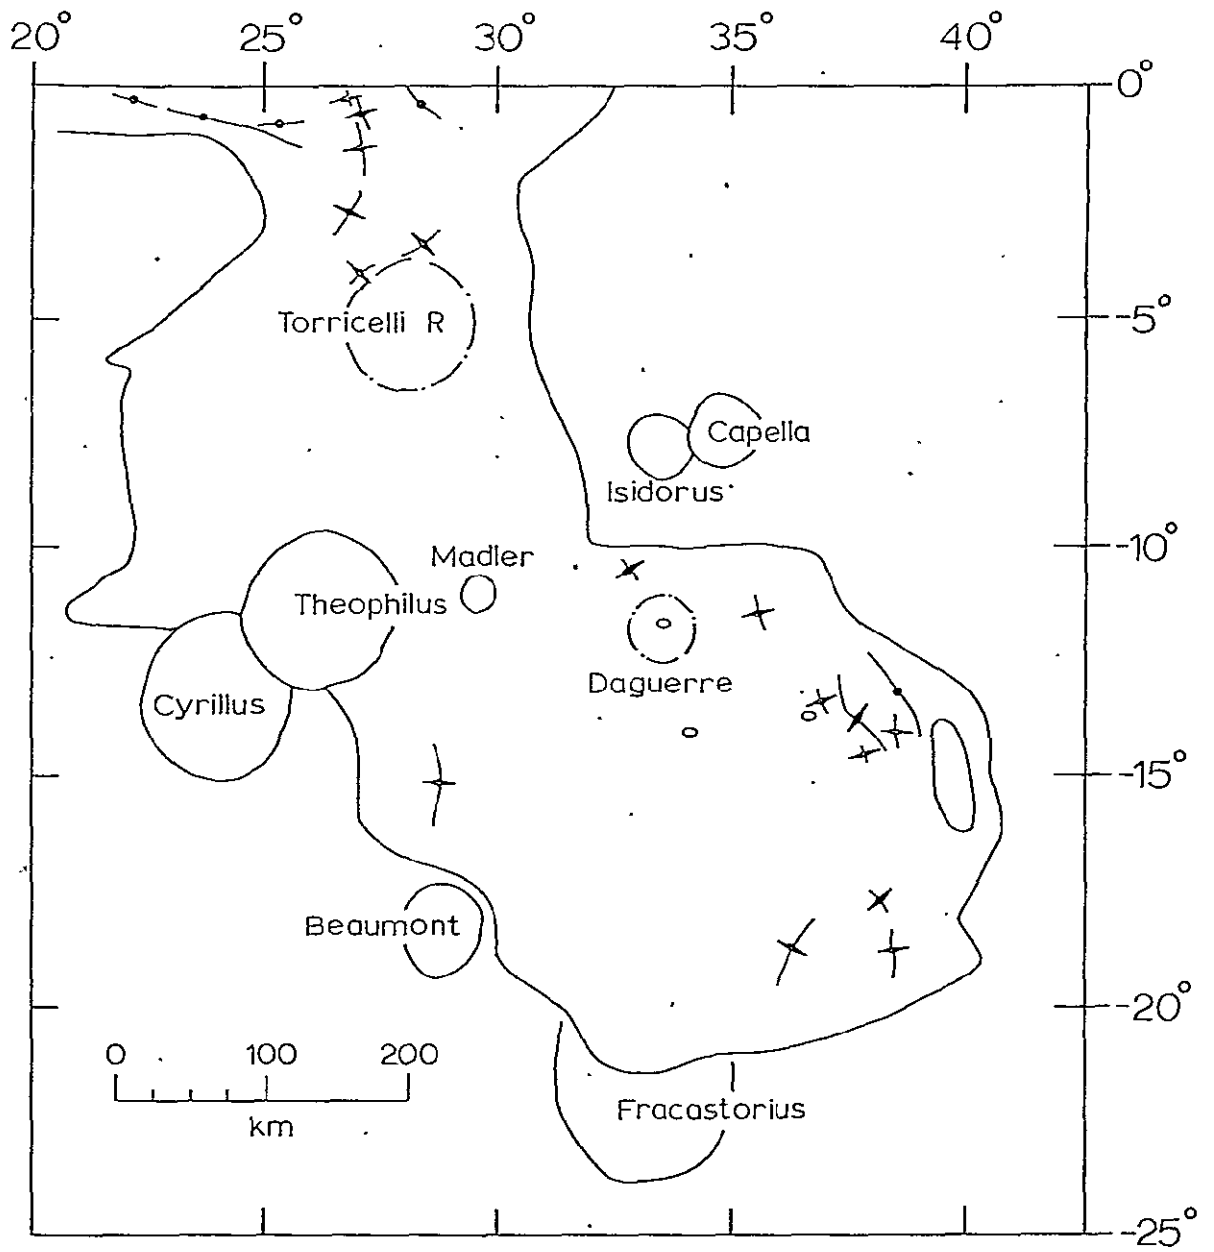 20° 25° 30° 35° 40°
0°
-5°
Torricelli R
Capella
Isidorus
-10°
Madler
Theophilus
Daguerre
Cyrillus
-15°
Beaumont
-20°
0 100 200
km
Fracastorius
-25°